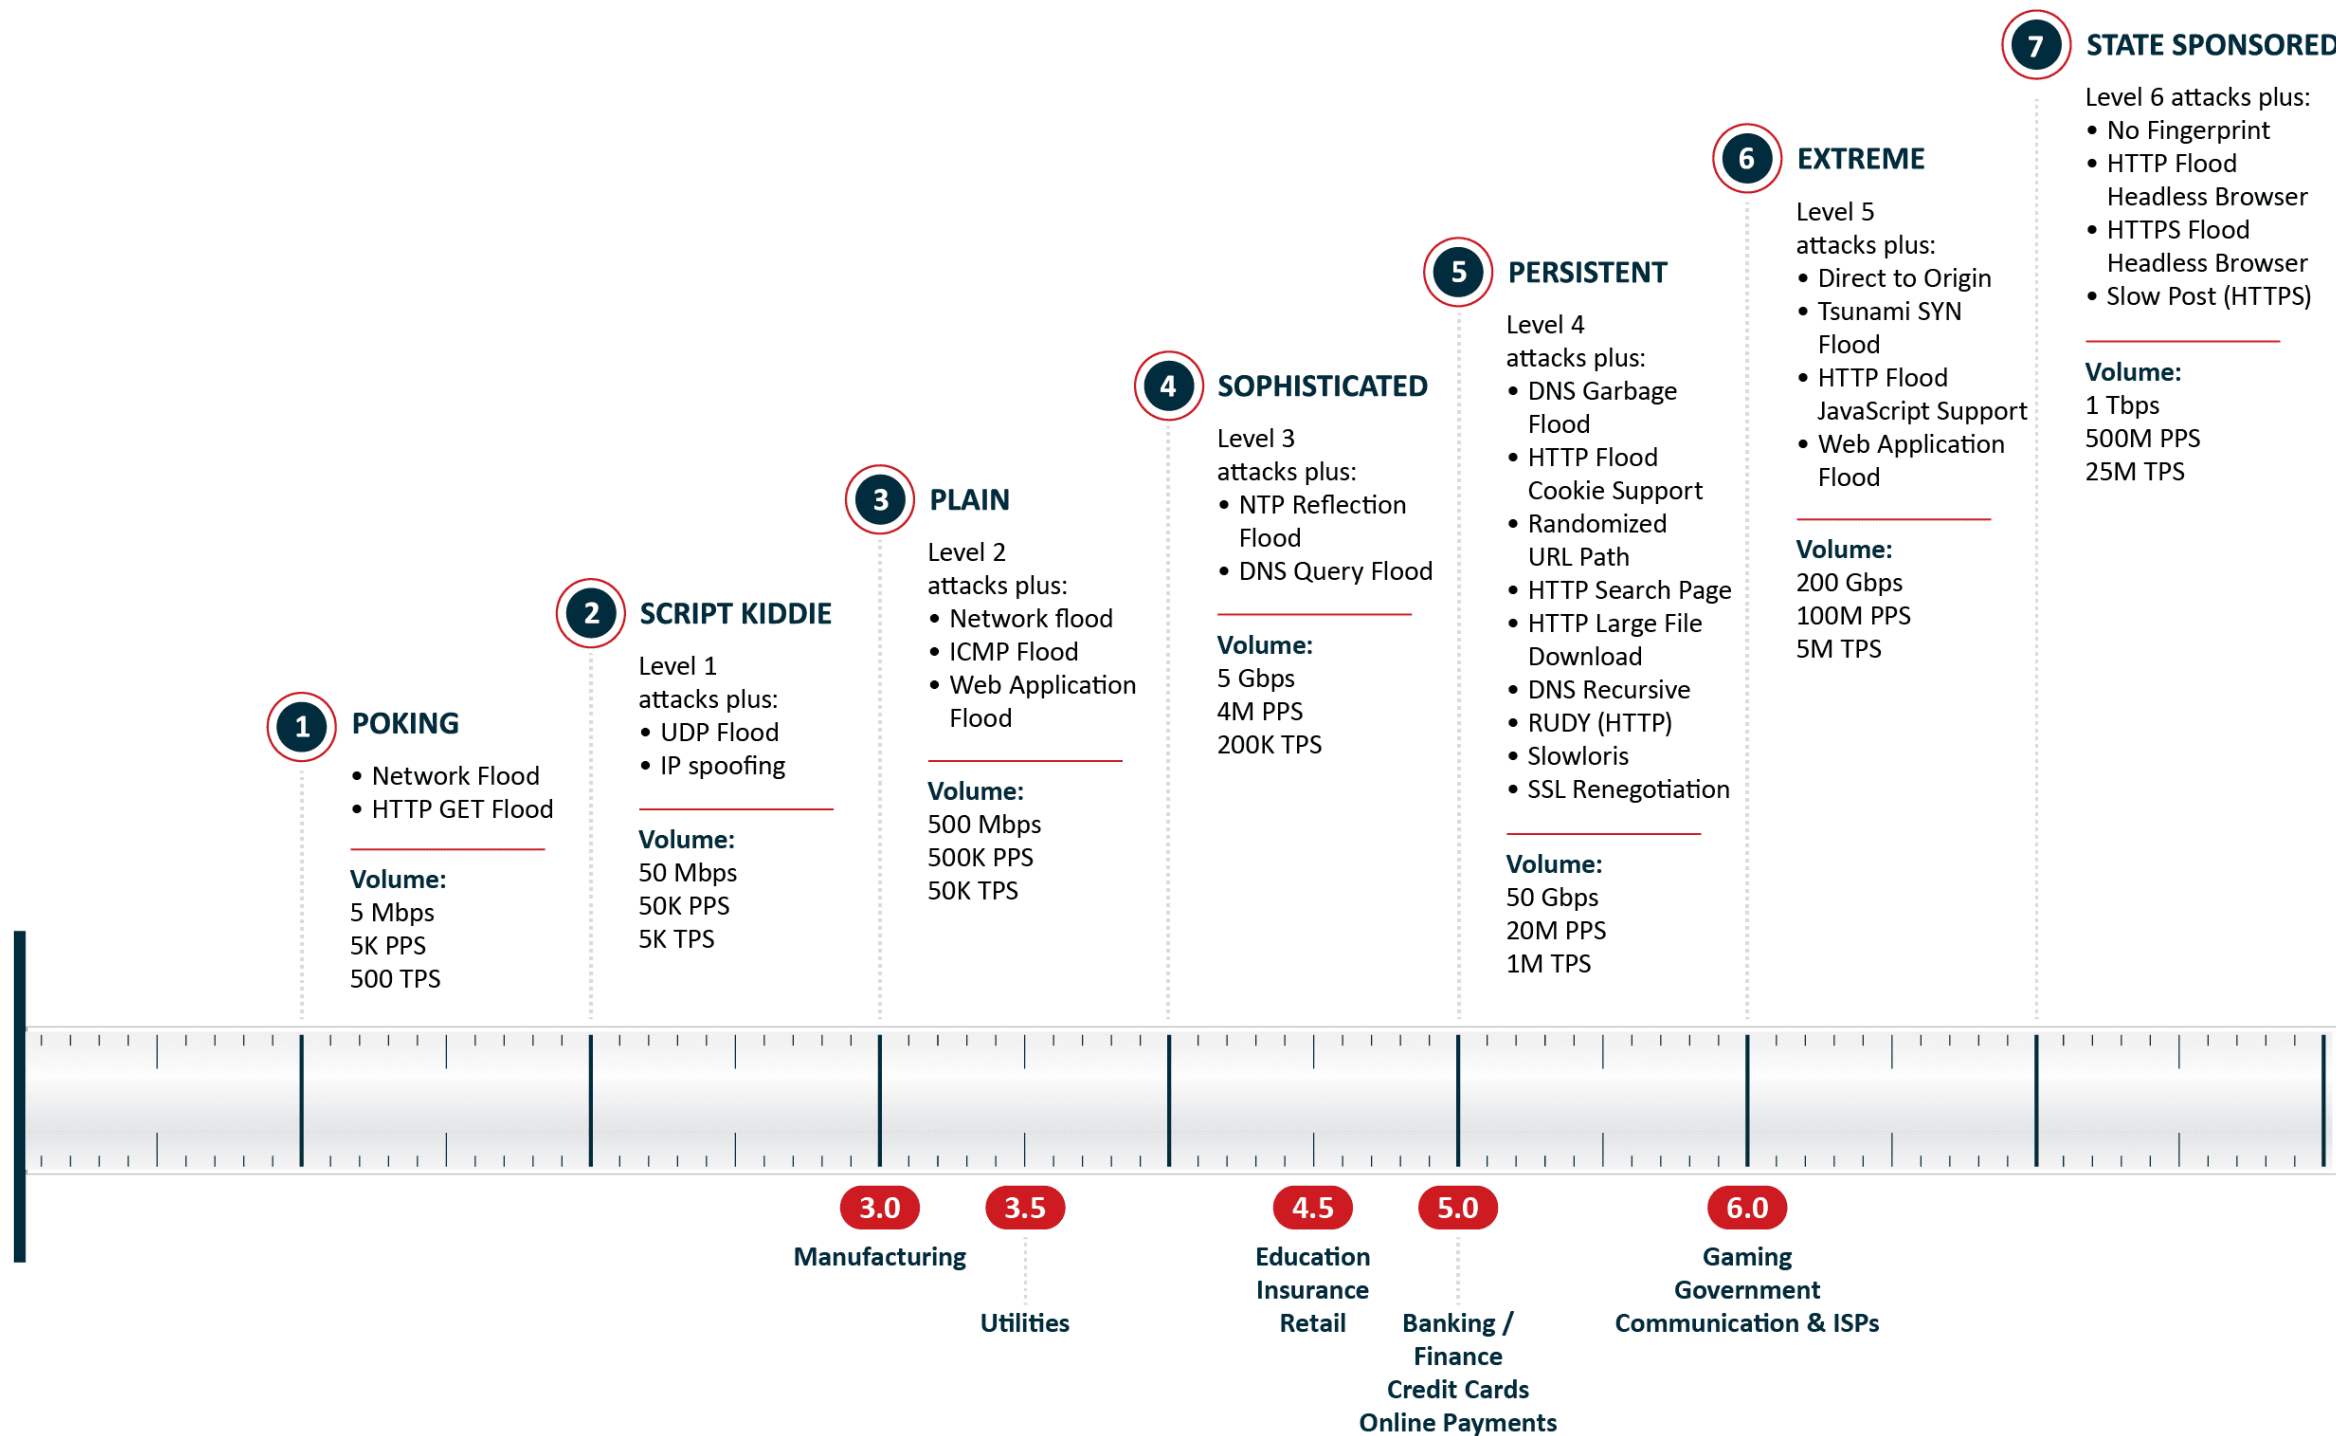 1 POKING
• Network Flood
• HTTP GET Flood
Volume:
5 Mbps
5K PPS
500 TPS
2 SCRIPT KIDDIE
Level 1
attacks plus:
• UDP Flood
• IP spoofing
Volume:
50 Mbps
50K PPS
5K TPS
3 PLAIN
Level 2
attacks plus:
• Network flood
• ICMP Flood
• Web Application
Flood
Volume:
500 Mbps
500K PPS
50K TPS
4 SOPHISTICATED
Level 3
attacks plus:
• NTP Reflection
Flood
• DNS Query Flood
Volume:
5 Gbps
4M PPS
200K TPS
5 PERSISTENT
Level 4
attacks plus:
• DNS Garbage
Flood
• HTTP Flood
Cookie Support
• Randomized
URL Path
• HTTP Search Page
• HTTP Large File
Download
• DNS Recursive
• RUDY (HTTP)
• Slowloris
• SSL Renegotiation
Volume:
50 Gbps
20M PPS
1M TPS
6 EXTREME
Level 5
attacks plus:
• Direct to Origin
• Tsunami SYN
Flood
• HTTP Flood
JavaScript Support
• Web Application
Flood
Volume:
200 Gbps
100M PPS
5M TPS
7 STATE SPONSORED
Level 6 attacks plus:
• No Fingerprint
• HTTP Flood
Headless Browser
• HTTPS Flood
Headless Browser
• Slow Post (HTTPS)
Volume:
1 Tbps
500M PPS
25M TPS
3.0
Manufacturing
3.5
Utilities
4.5
Education
Insurance
Retail
5.0
Banking /
Finance
Credit Cards
Online Payments
6.0
Gaming
Government
Communication & ISPs